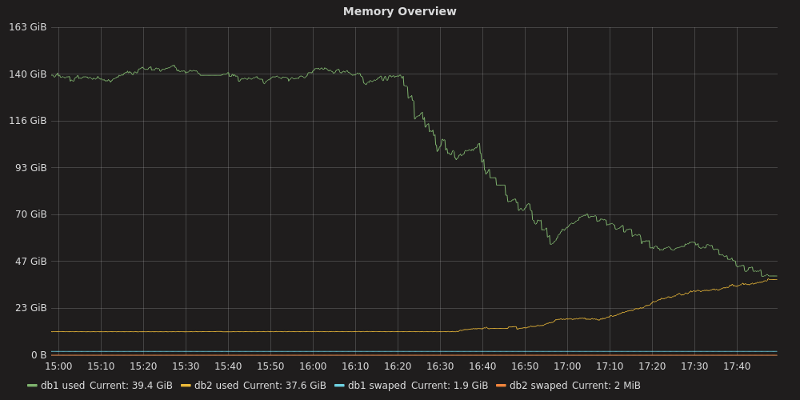 Memory Overview
163 GiB
140 GiB
116 GiB
93 GiB
70 GiB
47 GiB
23 GiB
0 B
15:00 15:10 15:20 15:30 15:40 15:50 16:00 16:10 16:20 16:30 16:40 16:50 17:00 17:10 17:20 17:30 17:40
db1 used Current: 39.4 GiB db2 used Current: 37.6 GiB db1 swaped Current: 1.9 GiB db2 swaped Current: 2 MiB